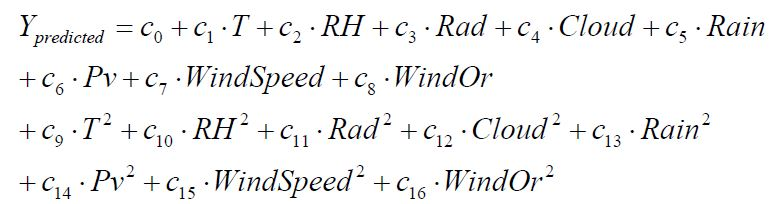 Y_predicted = c_0 + c_1 · T + c_2 · RH + c_3 · Rad + c_4 · Cloud + c_5 · Rain
+ c_6 · Pv + c_7 · WindSpeed + c_8 · WindOr
+ c_9 · T^2 + c_10 · RH^2 + c_11 · Rad^2 + c_12 · Cloud^2 + c_13 · Rain^2
+ c_14 · Pv^2 + c_15 · WindSpeed^2 + c_16 · WindOr^2